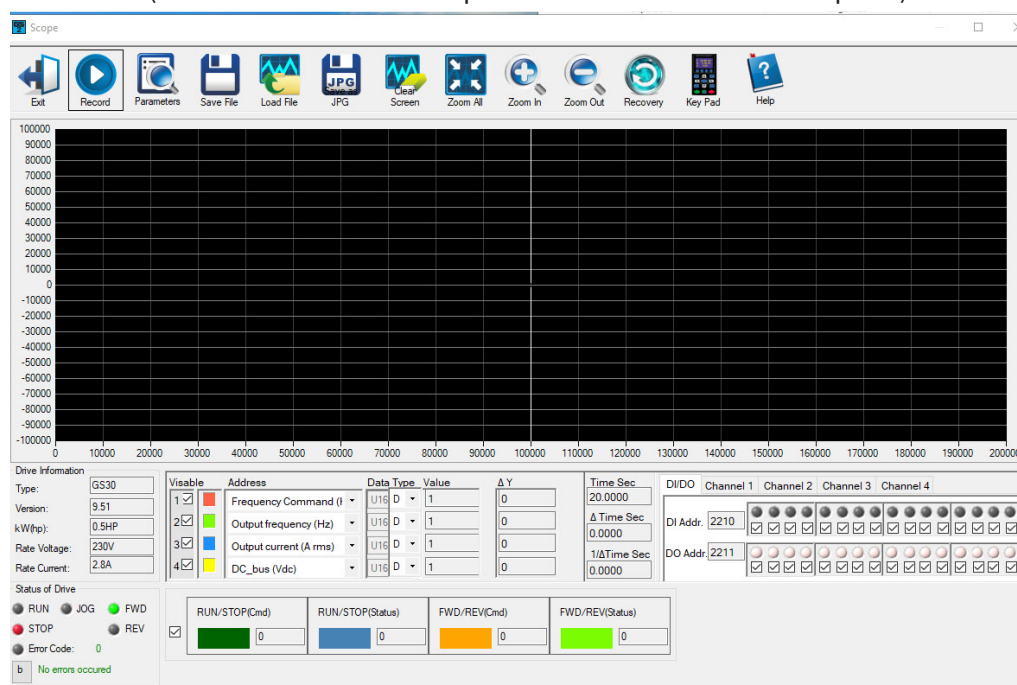 Scope
Exit Record Parameters Save File Load File Save as JPG JPG Clear Screen Zoom All Zoom In Zoom Out Recovery Key Pad Help
100000
90000
80000
70000
60000
50000
40000
30000
20000
10000
0
-10000
-20000
-30000
-40000
-50000
-60000
-70000
-80000
-90000
-100000
0 10000 20000 30000 40000 50000 60000 70000 80000 90000 100000 110000 120000 130000 140000 150000 160000 170000 180000 190000 20000
Drive Information
Type: GS30
Version: 9.51
kW(hp): 0.5HP
Rate Voltage: 230V
Rate Current: 2.8A
Visable Address Data Type Value Δ Y
1 Frequency Command (H U16 D 1 0
2 Output frequency (Hz) U16 D 1 0
3 Output current (A rms) U16 D 1 0
4 DC_bus (Vdc) U16 D 1 0
Time Sec
20.0000
Δ Time Sec
0.0000
1/ΔTime Sec
0.0000
DI/DO Channel 1 Channel 2 Channel 3 Channel 4
DI Addr. 2210
DO Addr. 2211
Status of Drive
RUN JOG FWD
STOP REV
Error Code: 0
b No errors occured
RUN/STOP(Cmd) RUN/STOP(Status) FWD/REV(Cmd) FWD/REV(Status)
0 0 0 0